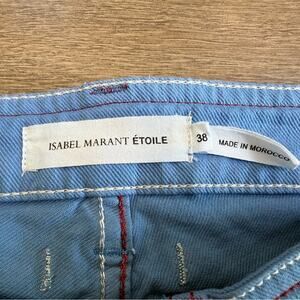 ISABEL MARANT ÉTOILE
38
MADE IN MOROCCO